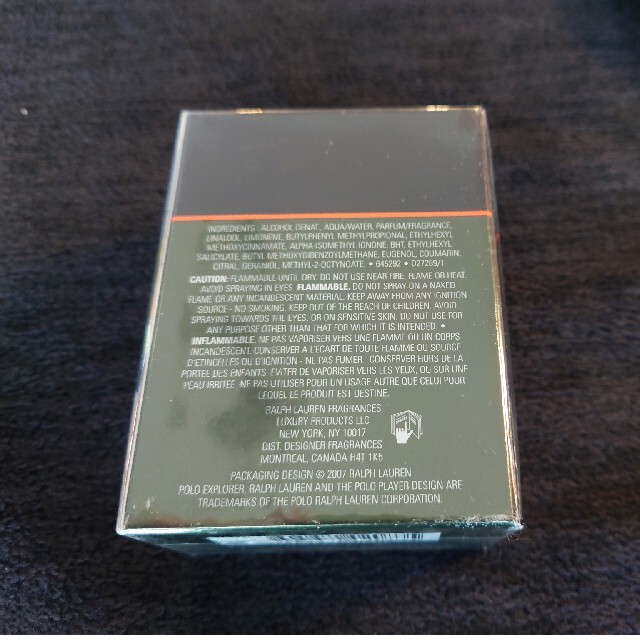 INGREDIENTS : ALCOHOL DENAT., AQUA/WATER, PARFUM/FRAGRANCE,
LINALOOL, LIMONENE, BUTYLPHENYL METHYLPROPIONAL, ETHYLHEXYL
METHOXYCINNAMATE, ALPHA-ISOMETHYL IONONE, BHT, ETHYLHEXYL
SALICYLATE, BUTYL METHOXYDIBENZOYLMETHANE, EUGENOL, COUMARIN,
CITRAL, GERANIOL, METHYL-2-OCTYNOATE. • 645292 • D27269/1
CAUTION: FLAMMABLE UNTIL DRY. DO NOT USE NEAR FIRE, FLAME OR HEAT.
AVOID SPRAYING IN EYES. FLAMMABLE. DO NOT SPRAY ON A NAKED
FLAME OR ANY INCANDESCENT MATERIAL. KEEP AWAY FROM ANY IGNITION
SOURCE - NO SMOKING. KEEP OUT OF THE REACH OF CHILDREN. AVOID
SPRAYING TOWARDS THE EYES, OR ON SENSITIVE SKIN. DO NOT USE FOR
ANY PURPOSE OTHER THAN THAT FOR WHICH IT IS INTENDED. •
INFLAMMABLE. NE PAS VAPORISER VERS UNE FLAMME OU UN CORPS
INCANDESCENT. CONSERVER A L'ECART DE TOUTE FLAMME OU SOURCE
D'ETINCELLES OU D'IGNITION - NE PAS FUMER. CONSERVER HORS DE LA
PORTEE DES ENFANTS. EVITER DE VAPORISER VERS LES YEUX, OU SUR UNE
PEAU IRRITEE. NE PAS UTILISER POUR UN USAGE AUTRE QUE CELUI POUR
LEQUEL LE PRODUIT EST DESTINE.
RALPH LAUREN FRAGRANCES
LUXURY PRODUCTS LLC
NEW YORK, NY 10017
DIST. DESIGNER FRAGRANCES
MONTREAL, CANADA H4T 1K5
PACKAGING DESIGN © 2007 RALPH LAUREN
POLO EXPLORER, RALPH LAUREN AND THE POLO PLAYER DESIGN ARE
TRADEMARKS OF THE POLO RALPH LAUREN CORPORATION.